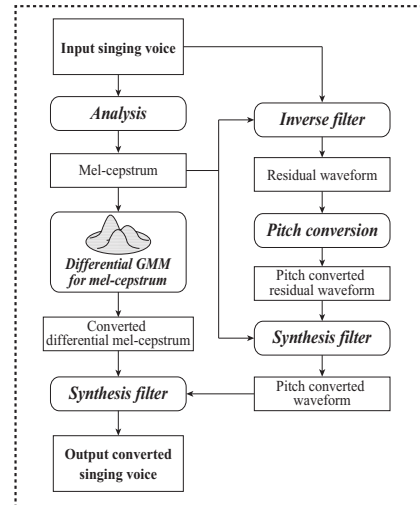 Input singing voice
Analysis
Mel-cepstrum
Differential GMM
for mel-cepstrum
Converted
differential mel-cepstrum
Synthesis filter
Output converted
singing voice
Inverse filter
Residual waveform
Pitch conversion
Pitch converted
residual waveform
Synthesis filter
Pitch converted
waveform